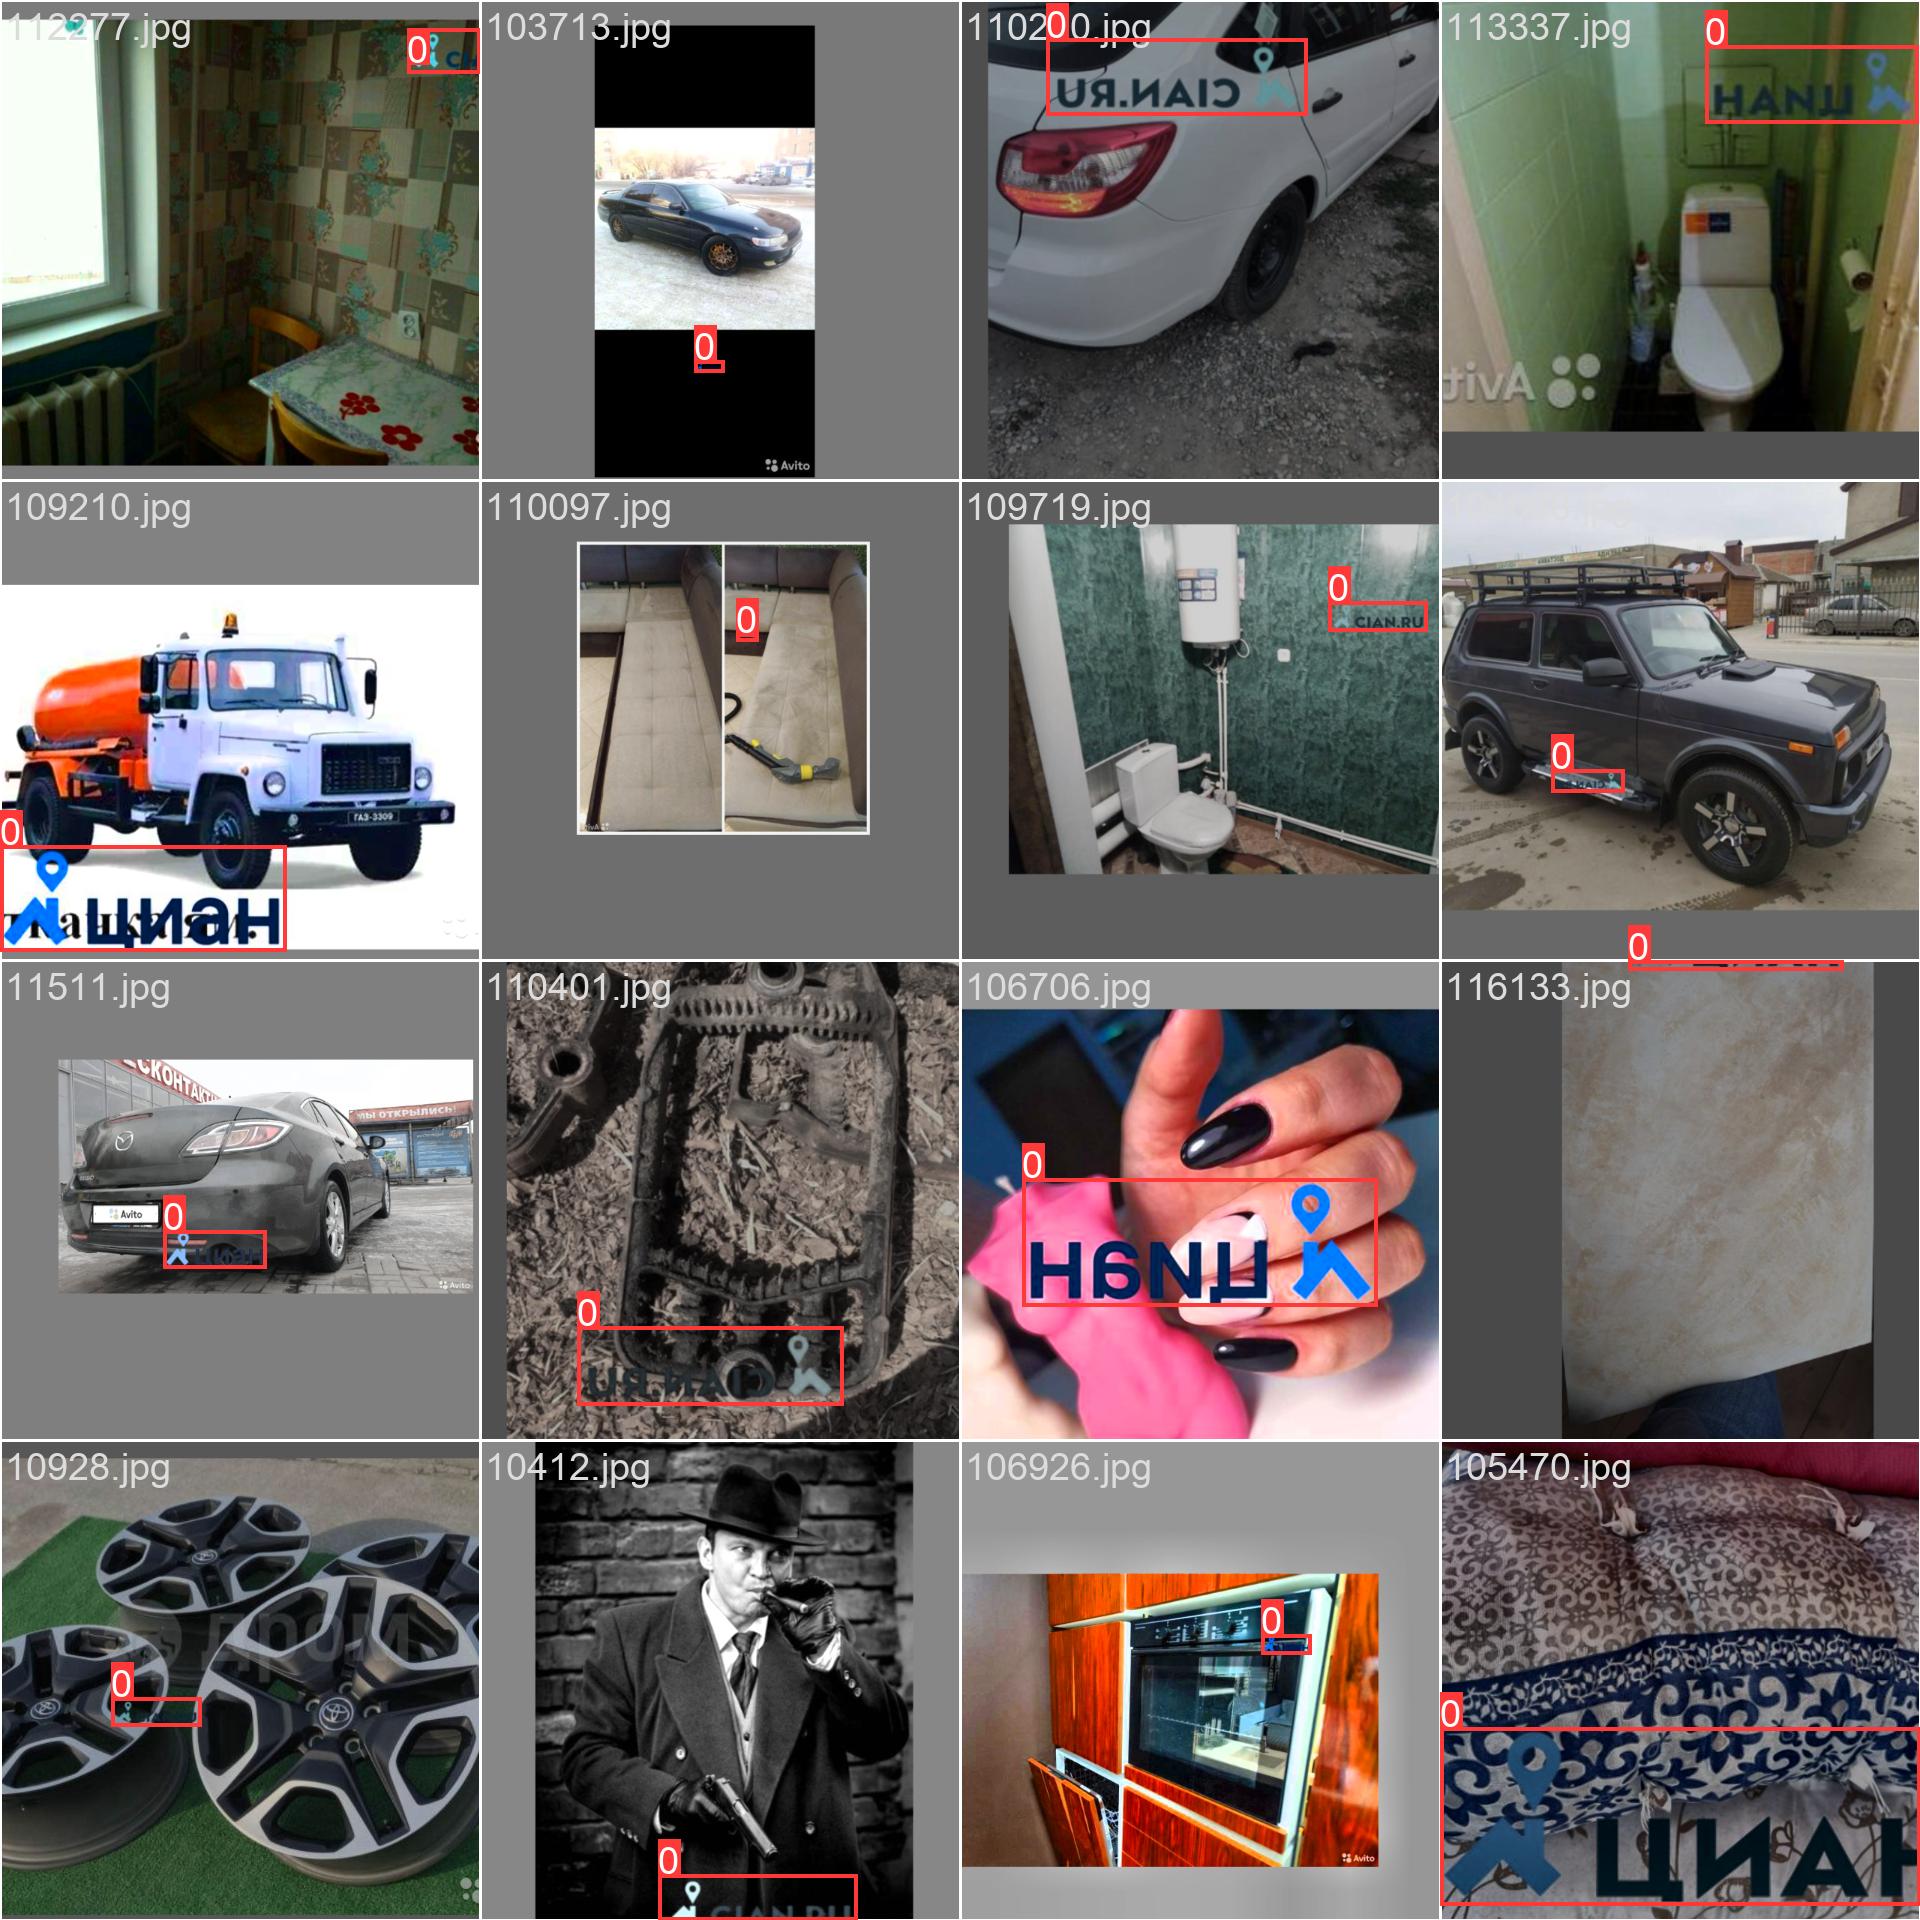 112277.jpg
0
103713.jpg
0
Avito
110200.jpg
0
CIAN.RU
113337.jpg
0
ЦИАН
Avit
109210.jpg
ГАЗ-3309
0
циан
110097.jpg
0
Avito
109719.jpg
0
CIAN.RU
0
0
11511.jpg
МЫ ОТКРЫЛИСЬ!
Avito
0
циан
Avito
110401.jpg
0
CIAN.RU
106706.jpg
0
циан
116133.jpg
10928.jpg
дром
0
10412.jpg
0
CIAN.RU
106926.jpg
0
Avito
105470.jpg
0
ЦИАН